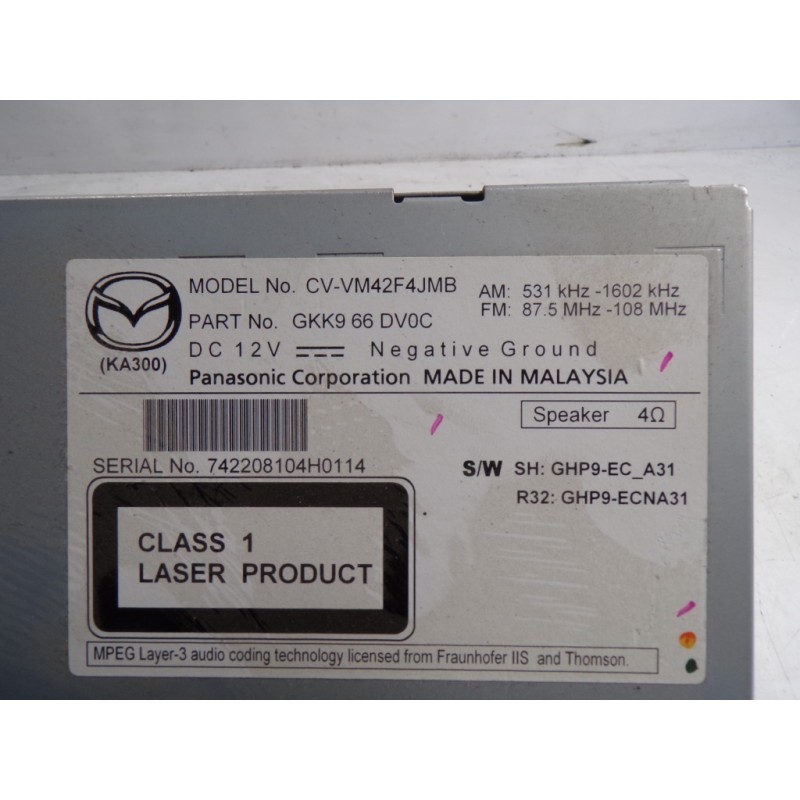 MODEL No. CV-VM42F4JMB
AM: 531 kHz -1602 kHz
PART No. GKK9 66 DV0C
FM: 87.5 MHz -108 MHz
(KA300)
DC 12V Negative Ground
Panasonic Corporation MADE IN MALAYSIA
Speaker 4Ω
SERIAL No. 742208104H0114
S/W SH: GHP9-EC_A31
R32: GHP9-ECNA31
CLASS 1
LASER PRODUCT
MPEG Layer-3 audio coding technology licensed from Fraunhofer IIS and Thomson.